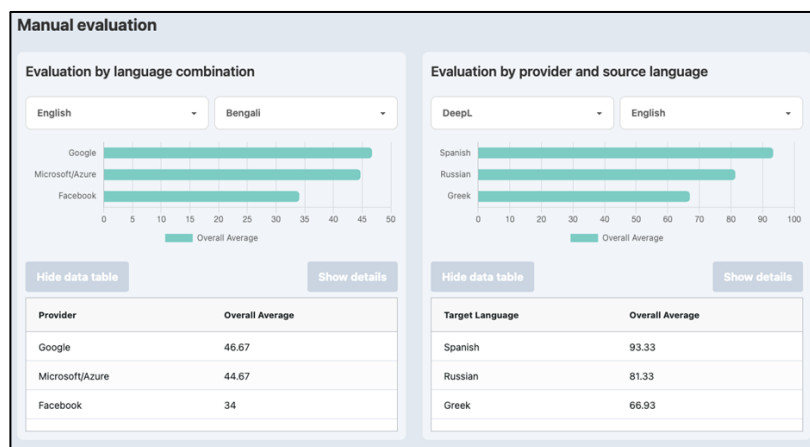 Manual evaluation
Evaluation by language combination
English
Bengali
Google
Microsoft/Azure
Facebook
0 5 10 15 20 25 30 35 40 45 50
Overall Average
Hide data table
Show details
Provider Overall Average
Google 46.67
Microsoft/Azure 44.67
Facebook 34
Evaluation by provider and source language
DeepL
English
Spanish
Russian
Greek
0 10 20 30 40 50 60 70 80 90 100
Overall Average
Hide data table
Show details
Target Language Overall Average
Spanish 93.33
Russian 81.33
Greek 66.93